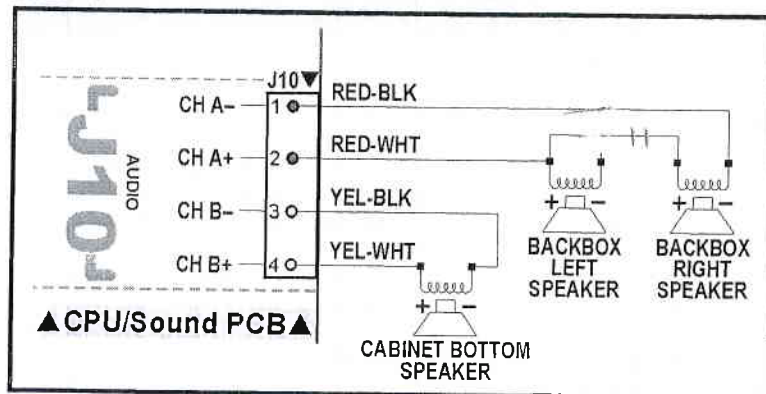 J10▼
CH A– 1 RED-BLK
CH A+ 2 RED-WHT
CH B– 3 YEL-BLK
CH B+ 4 YEL-WHT
J10
AUDIO
+ –
BACKBOX
LEFT
SPEAKER
+ –
BACKBOX
RIGHT
SPEAKER
+ –
CABINET BOTTOM
SPEAKER
▲CPU/Sound PCB▲